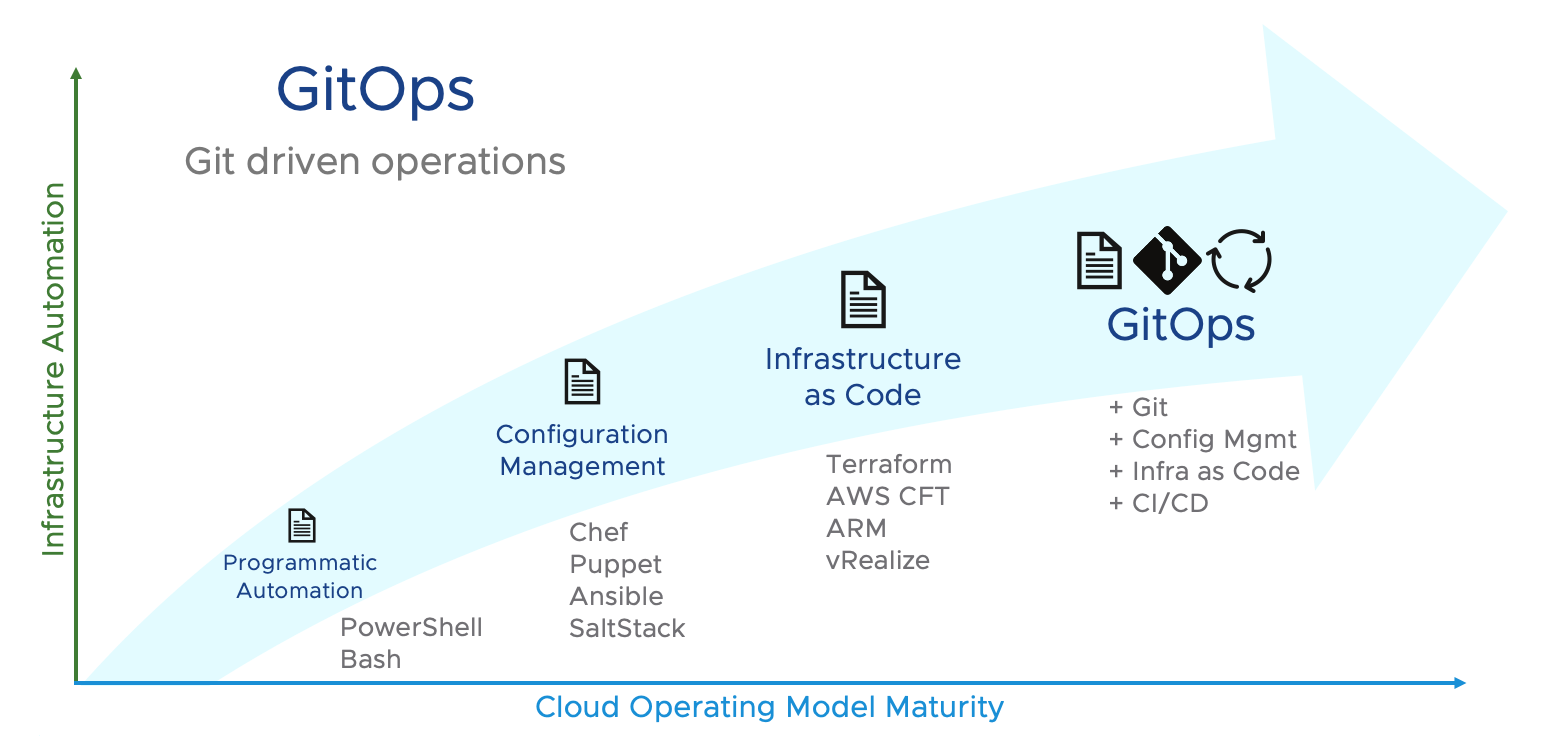 GitOps
Git driven operations
Infrastructure Automation
Programmatic
Automation
PowerShell
Bash
Configuration
Management
Chef
Puppet
Ansible
SaltStack
Infrastructure
as Code
Terraform
AWS CFT
ARM
vRealize
GitOps
+ Git
+ Config Mgmt
+ Infra as Code
+ CI/CD
Cloud Operating Model Maturity